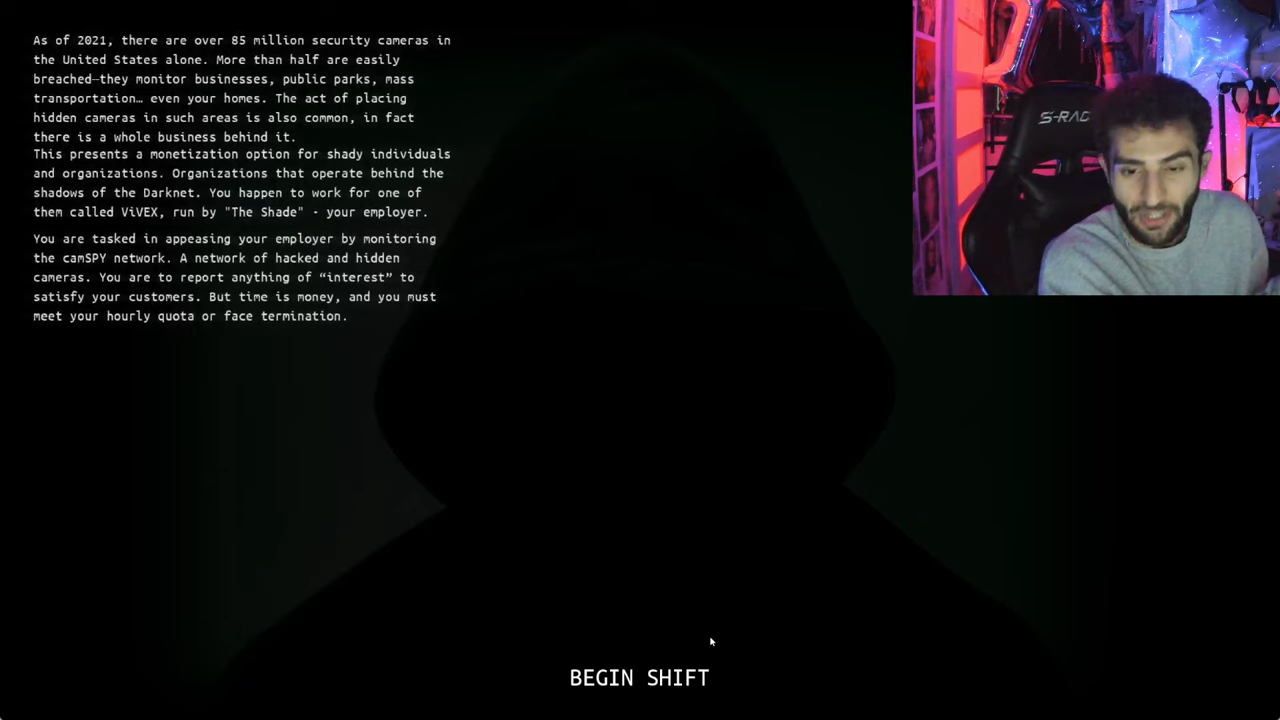 As of 2021, there are over 85 million security cameras in
the United States alone. More than half are easily
breached—they monitor businesses, public parks, mass
transportation… even your homes. The act of placing
hidden cameras in such areas is also common, in fact
there is a whole business behind it.
This presents a monetization option for shady individuals
and organizations. Organizations that operate behind the
shadows of the Darknet. You happen to work for one of
them called ViVEX, run by "The Shade" - your employer.
You are tasked in appeasing your employer by monitoring
the camSPY network. A network of hacked and hidden
cameras. You are to report anything of “interest” to
satisfy your customers. But time is money, and you must
meet your hourly quota or face termination.
S-RAC
BEGIN SHIFT